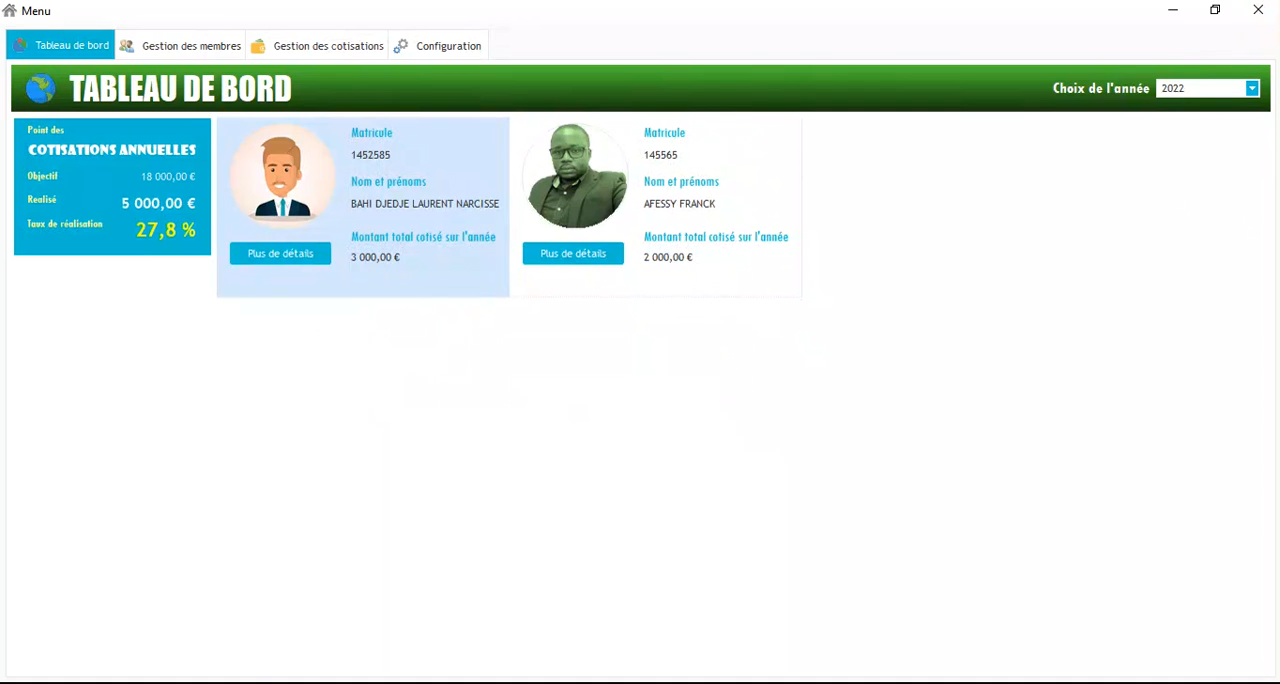 Menu
Tableau de bord
Gestion des membres
Gestion des cotisations
Configuration
TABLEAU DE BORD
Choix de l'année
2022
Point des
COTISATIONS ANNUELLES
Objectif
18 000,00 €
Realisé
5 000,00 €
Taux de réalisation
27,8 %
Matricule
1452585
Nom et prénoms
BAHI DJEDJE LAURENT NARCISSE
Montant total cotisé sur l'année
3 000,00 €
Plus de détails
Matricule
145565
Nom et prénoms
AFESSY FRANCK
Montant total cotisé sur l'année
2 000,00 €
Plus de détails